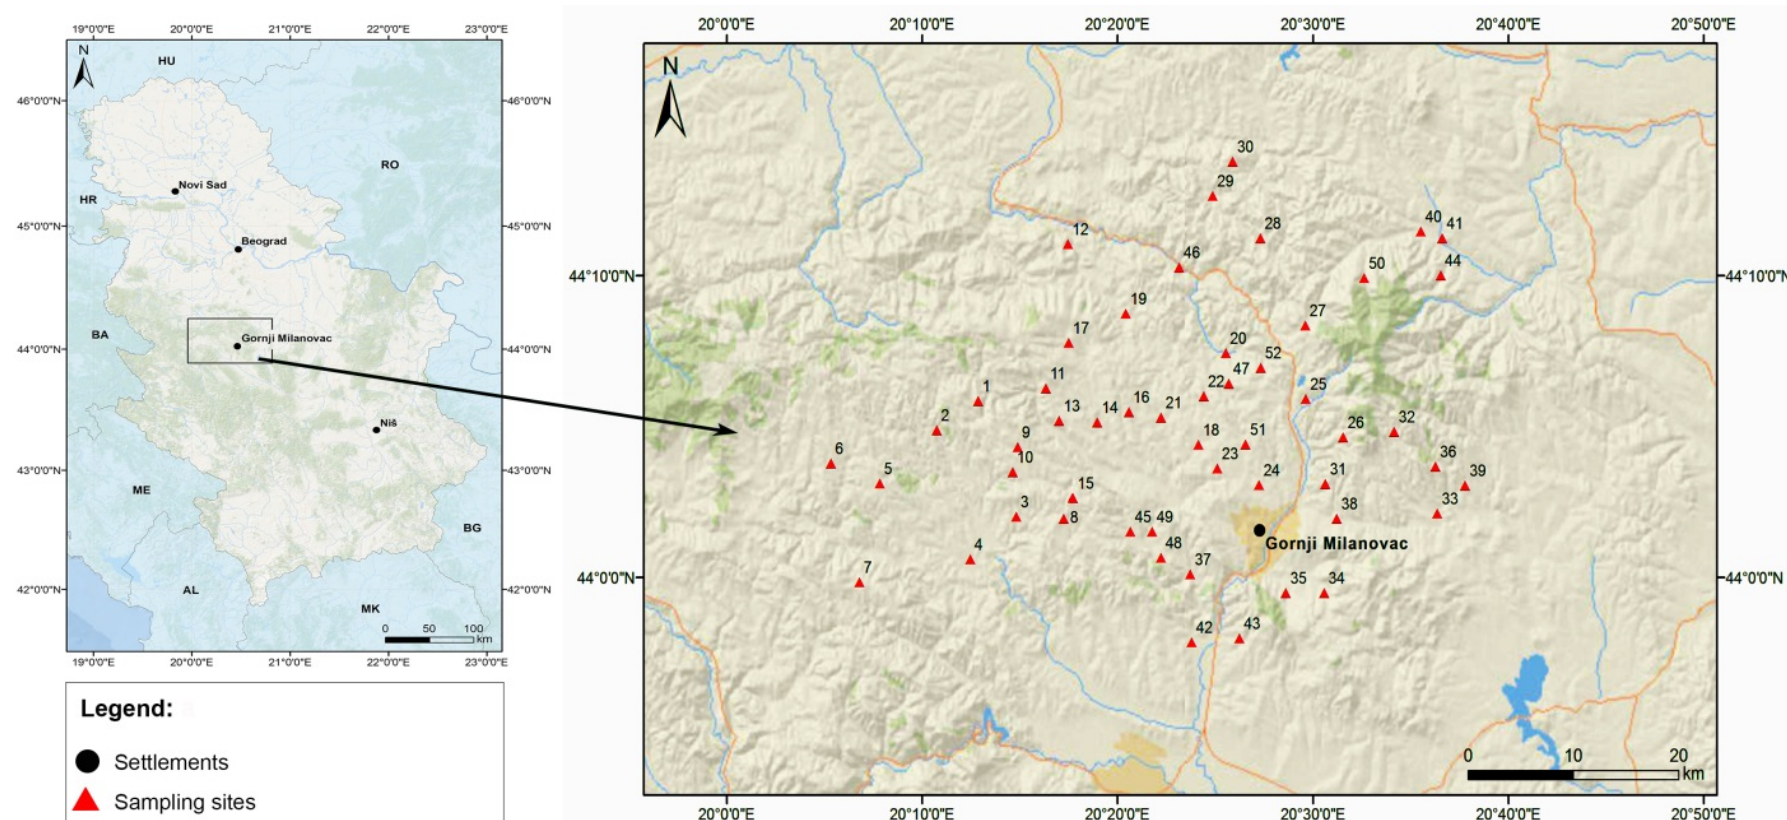 19°0'0"E 20°0'0"E 21°0'0"E 22°0'0"E 23°0'0"E
N
HU
46°0'0"N 46°0'0"N
RO
Novi Sad
HR
45°0'0"N 45°0'0"N
Beograd
BA
Gornji Milanovac
44°0'0"N 44°0'0"N
Niš
43°0'0"N 43°0'0"N
ME
BG
AL
42°0'0"N 42°0'0"N
MK
0 50 100
km
19°0'0"E 20°0'0"E 21°0'0"E 22°0'0"E 23°0'0"E
Legend:
Settlements
Sampling sites
20°0'0"E 20°10'0"E 20°20'0"E 20°30'0"E 20°40'0"E 20°50'0"E
N
30
29
28
40 41
12
46
50 44
44°10'0"N 44°10'0"N
19
27
17
20
52
47
11
22
25
1
16 21
2
13 14
32
26
9
18 51
6
10
23
36
5
24
31
39
15
3
8
38
33
45 49
Gornji Milanovac
4
48
37
7
44°0'0"N 44°0'0"N
35 34
42 43
0 10 20
km
20°0'0"E 20°10'0"E 20°20'0"E 20°30'0"E 20°40'0"E 20°50'0"E